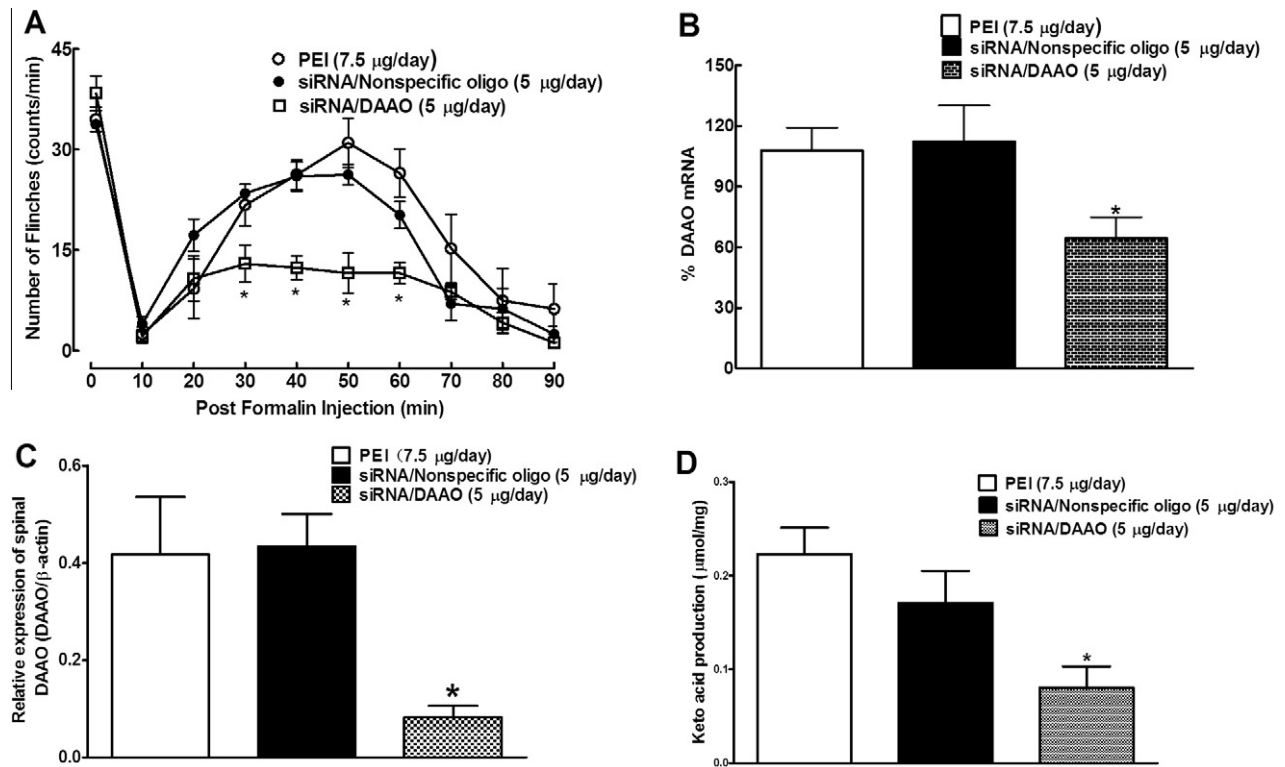 A
PEI (7.5 μg/day)
siRNA/Nonspecific oligo (5 μg/day)
siRNA/DAAO (5 μg/day)
Number of Flinches (counts/min)
45
30
15
0
*
*
*
*
0 10 20 30 40 50 60 70 80 90
Post Formalin Injection (min)
B
PEI (7.5 μg/day)
siRNA/Nonspecific oligo (5 μg/day)
siRNA/DAAO (5 μg/day)
% DAAO mRNA
150
120
90
60
30
0
*
C
PEI (7.5 μg/day)
siRNA/Nonspecific oligo (5 μg/day)
siRNA/DAAO (5 μg/day)
Relative expression of spinal
DAAO (DAAO/β-actin)
0.6
0.4
0.2
0.0
*
D
PEI (7.5 μg/day)
siRNA/Nonspecific oligo (5 μg/day)
siRNA/DAAO (5 μg/day)
Keto acid production (μmol/mg)
0.3
0.2
0.1
0.0
*